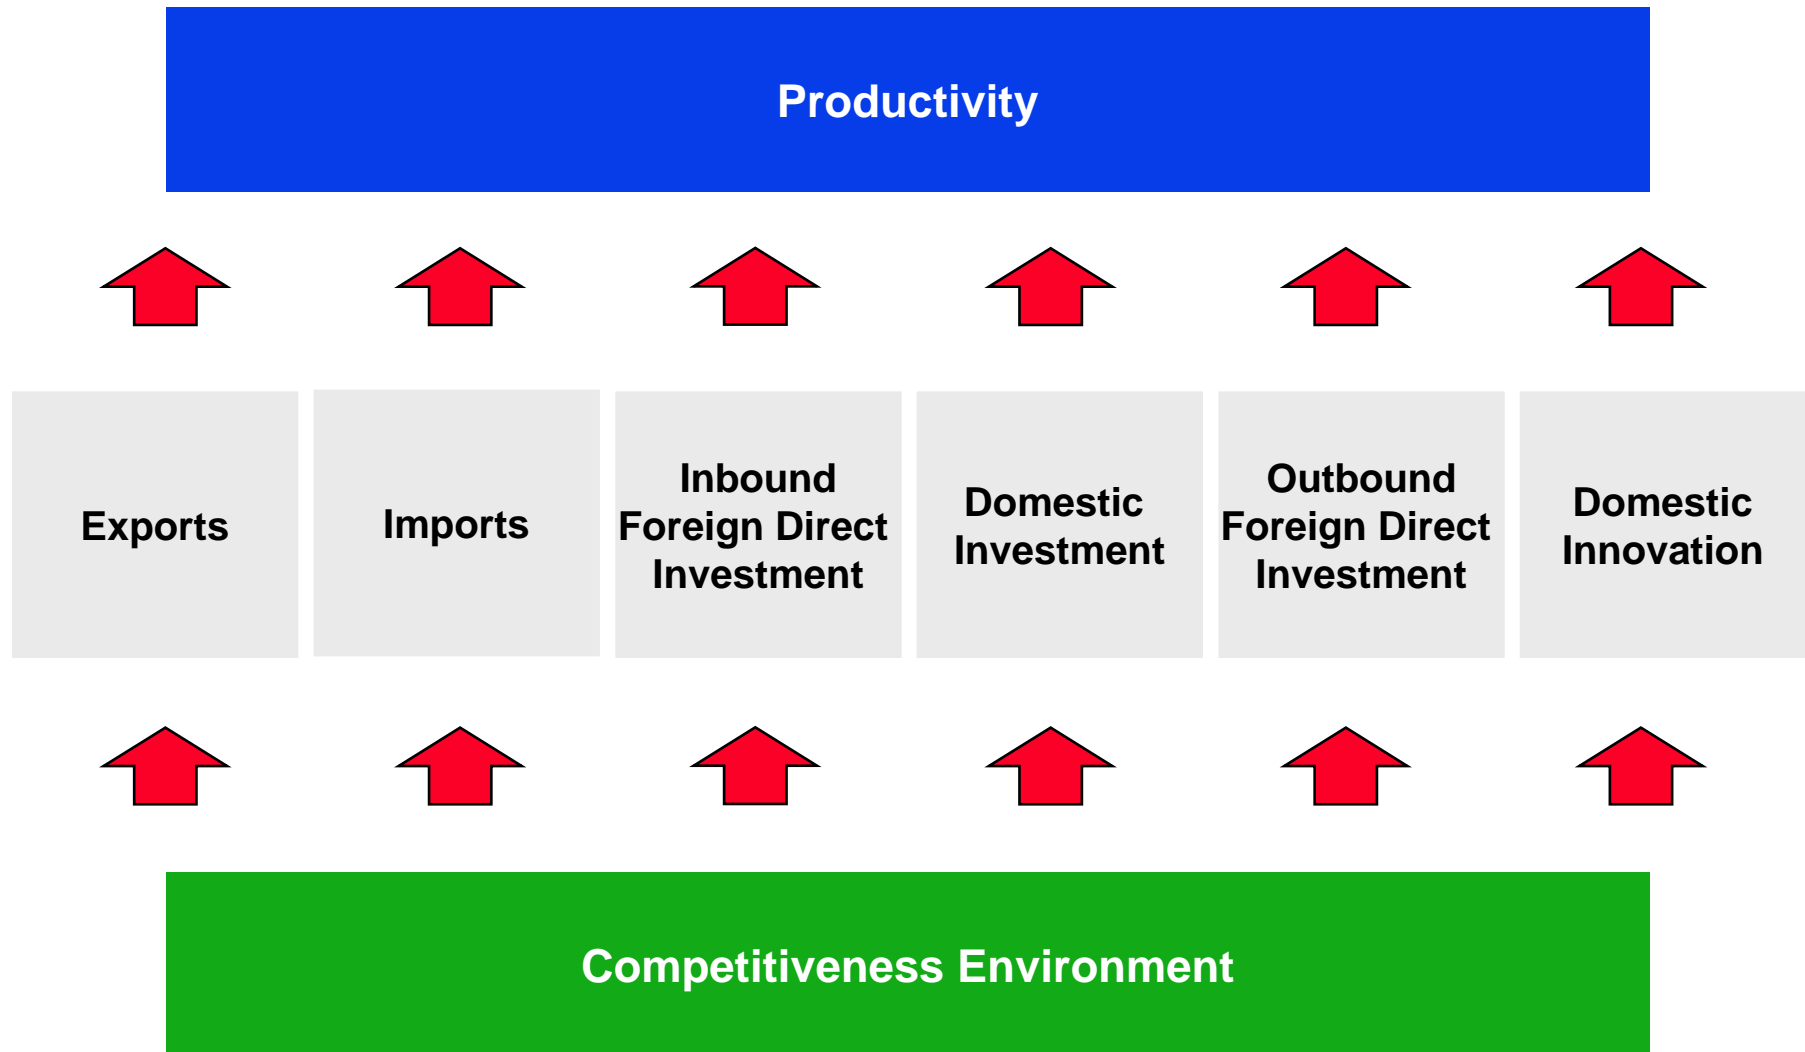 Productivity
Exports
Imports
Inbound
Foreign Direct
Investment
Domestic
Investment
Outbound
Foreign Direct
Investment
Domestic
Innovation
Competitiveness Environment